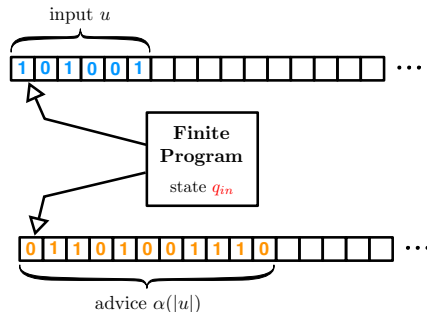 input u
1 0 1 0 0 1 ...
Finite
Program
state q_in
0 1 1 0 1 0 0 1 1 1 0 ...
advice α(|u|)